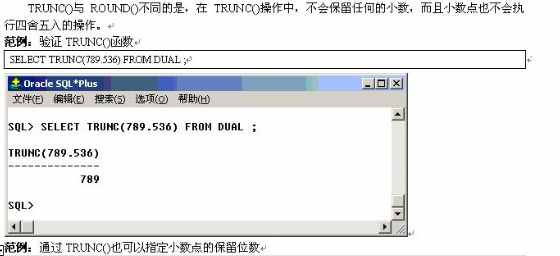 TRUNC()与 ROUND()不同的是，在 TRUNC()操作中，不会保留任何的小数，而且小数点也不会执
行四舍五入的操作。
范例：验证 TRUNC()函数
SELECT TRUNC(789.536) FROM DUAL ;
Oracle SQL*Plus
文件(F) 编辑(E) 搜索(S) 选项(O) 帮助(H)
SQL> SELECT TRUNC(789.536) FROM DUAL ;
TRUNC(789.536)
--------------
789
SQL>
范例：通过 TRUNC()也可以指定小数点的保留位数